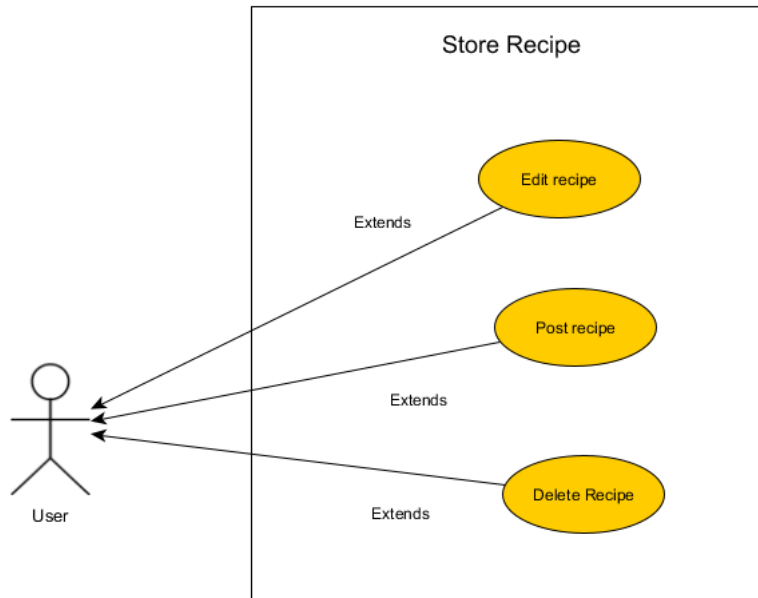 Store Recipe
Edit recipe
Extends
Post recipe
Extends
Delete Recipe
Extends
User